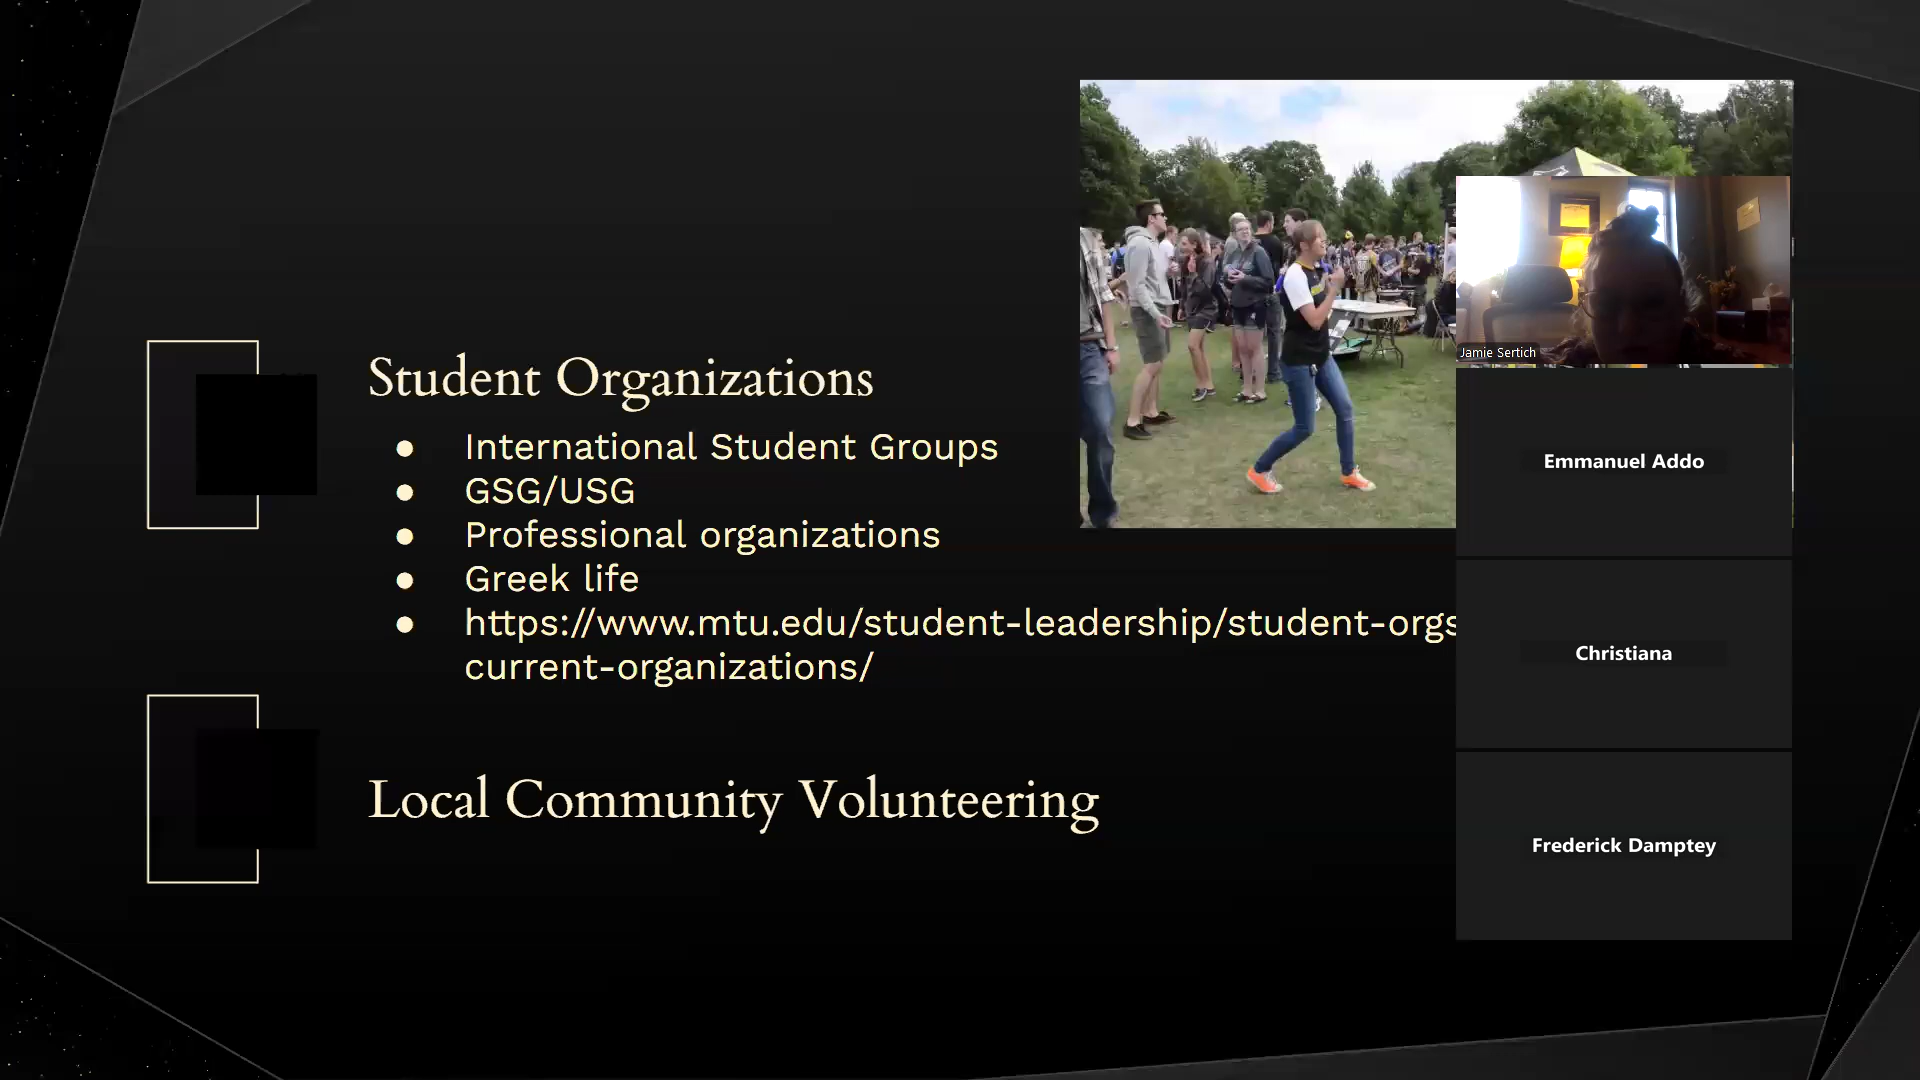 Student Organizations
● International Student Groups
● GSG/USG
● Professional organizations
● Greek life
● https://www.mtu.edu/student-leadership/student-orgs
current-organizations/
Local Community Volunteering
Jamie Sertich
Emmanuel Addo
Christiana
Frederick Damptey